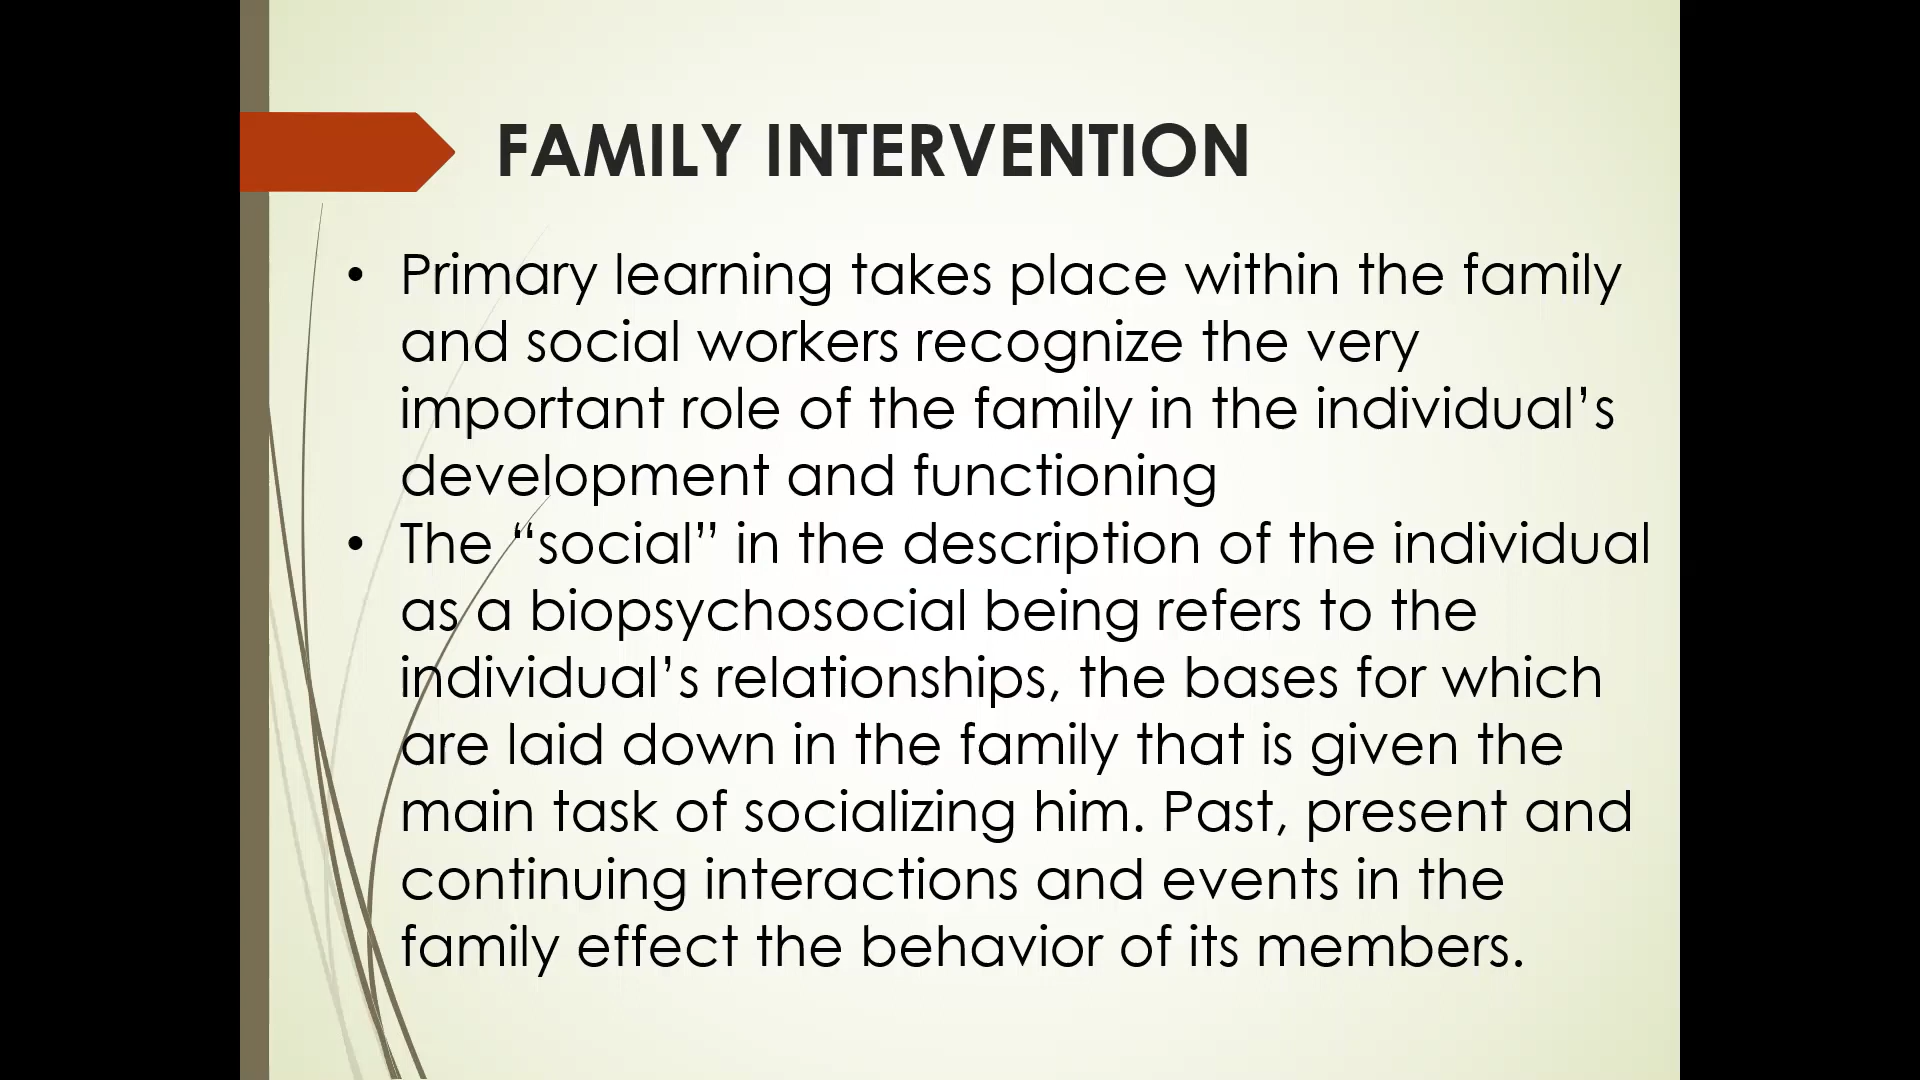 FAMILY INTERVENTION
• Primary learning takes place within the family
and social workers recognize the very
important role of the family in the individual’s
development and functioning
• The “social” in the description of the individual
as a biopsychosocial being refers to the
individual’s relationships, the bases for which
are laid down in the family that is given the
main task of socializing him. Past, present and
continuing interactions and events in the
family effect the behavior of its members.